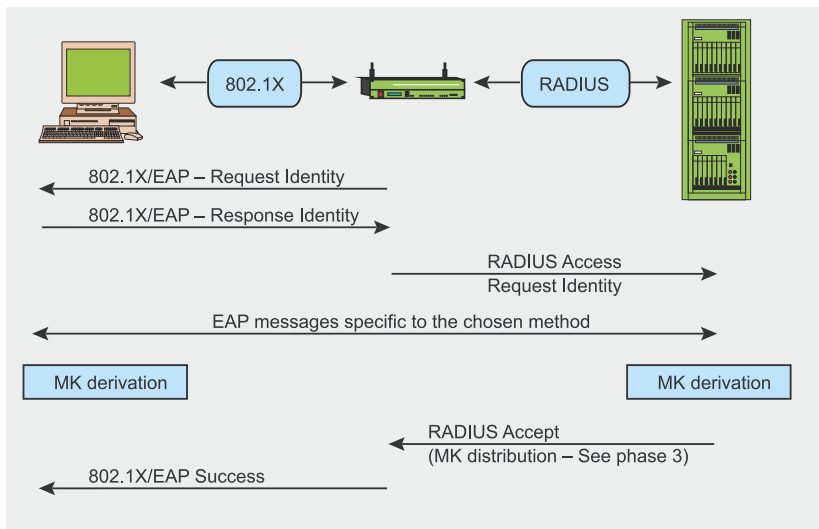 802.1X
RADIUS
802.1X/EAP – Request Identity
802.1X/EAP – Response Identity
RADIUS Access
Request Identity
EAP messages specific to the chosen method
MK derivation
MK derivation
RADIUS Accept
(MK distribution – See phase 3)
802.1X/EAP Success